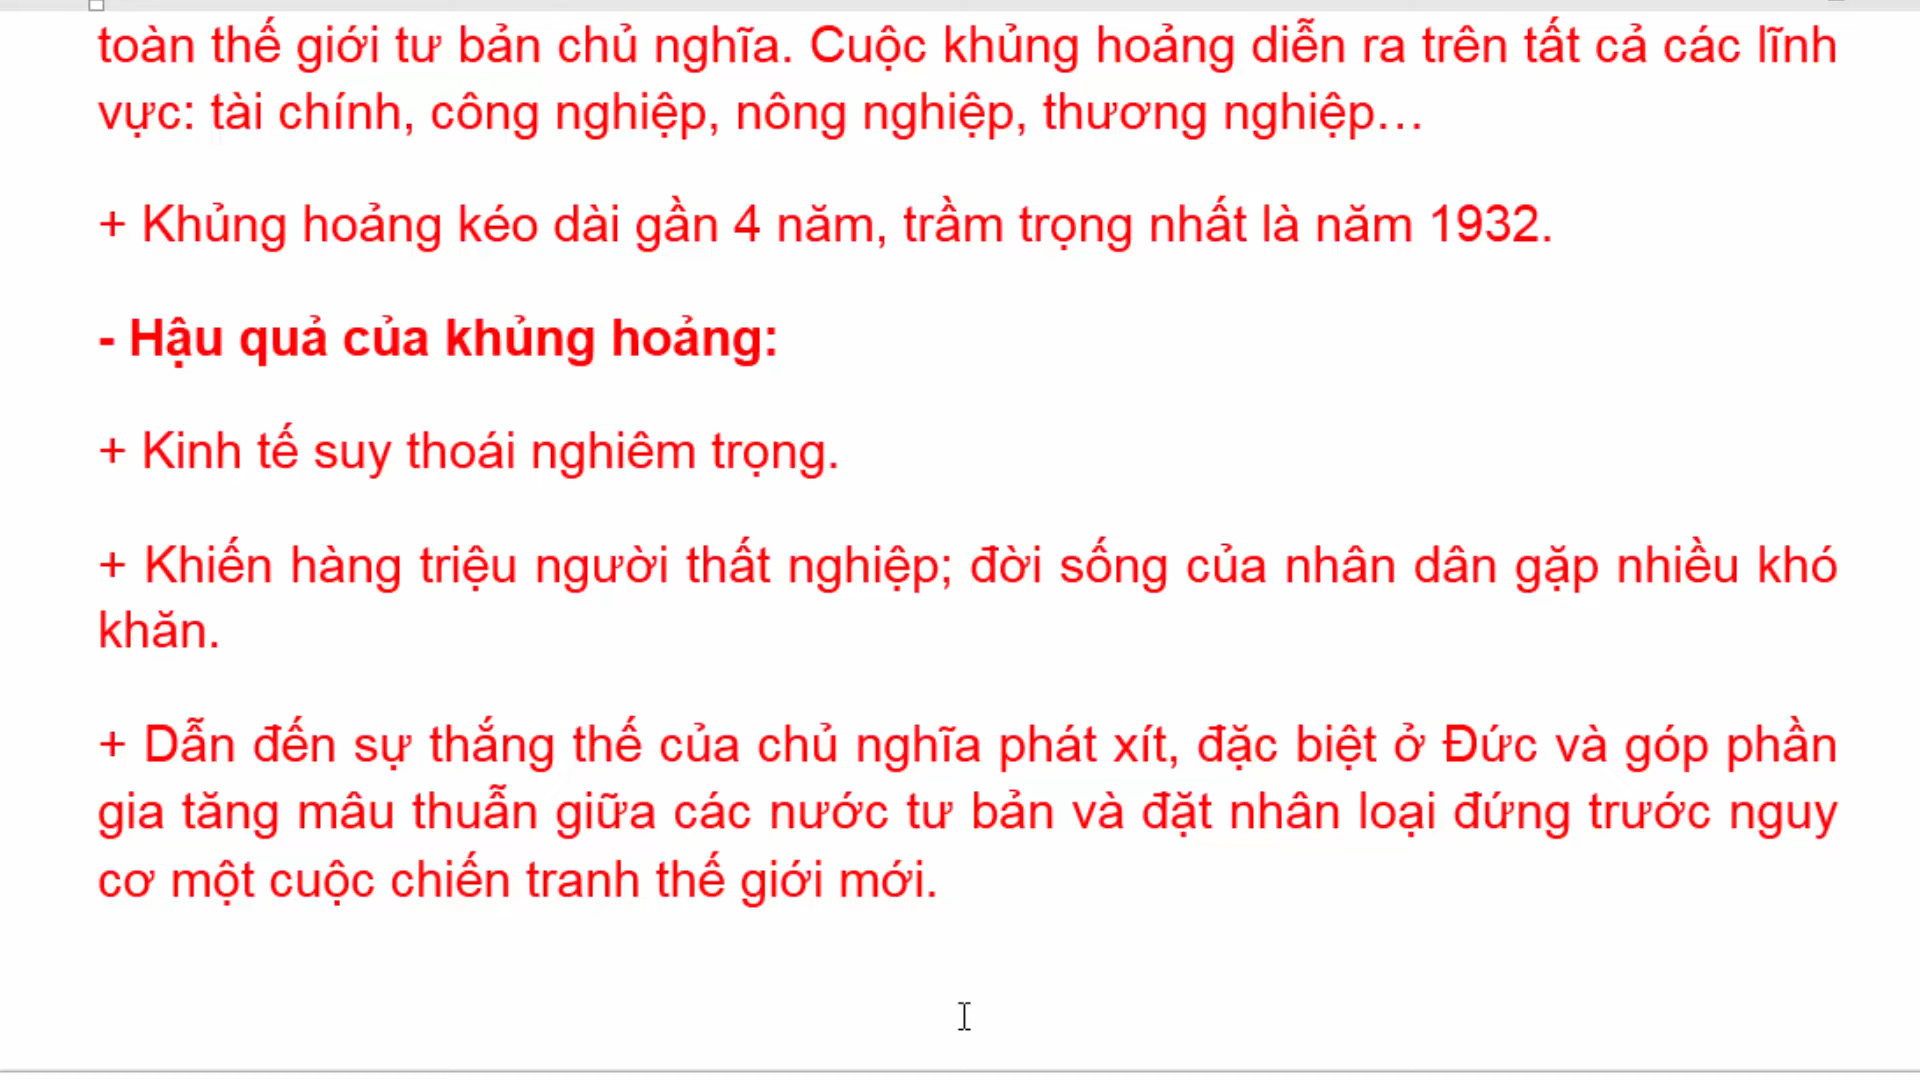 toàn thế giới tư bản chủ nghĩa. Cuộc khủng hoảng diễn ra trên tất cả các lĩnh
vực: tài chính, công nghiệp, nông nghiệp, thương nghiệp…
+ Khủng hoảng kéo dài gần 4 năm, trầm trọng nhất là năm 1932.
- Hậu quả của khủng hoảng:
+ Kinh tế suy thoái nghiêm trọng.
+ Khiến hàng triệu người thất nghiệp; đời sống của nhân dân gặp nhiều khó
khăn.
+ Dẫn đến sự thắng thế của chủ nghĩa phát xít, đặc biệt ở Đức và góp phần
gia tăng mâu thuẫn giữa các nước tư bản và đặt nhân loại đứng trước nguy
cơ một cuộc chiến tranh thế giới mới.